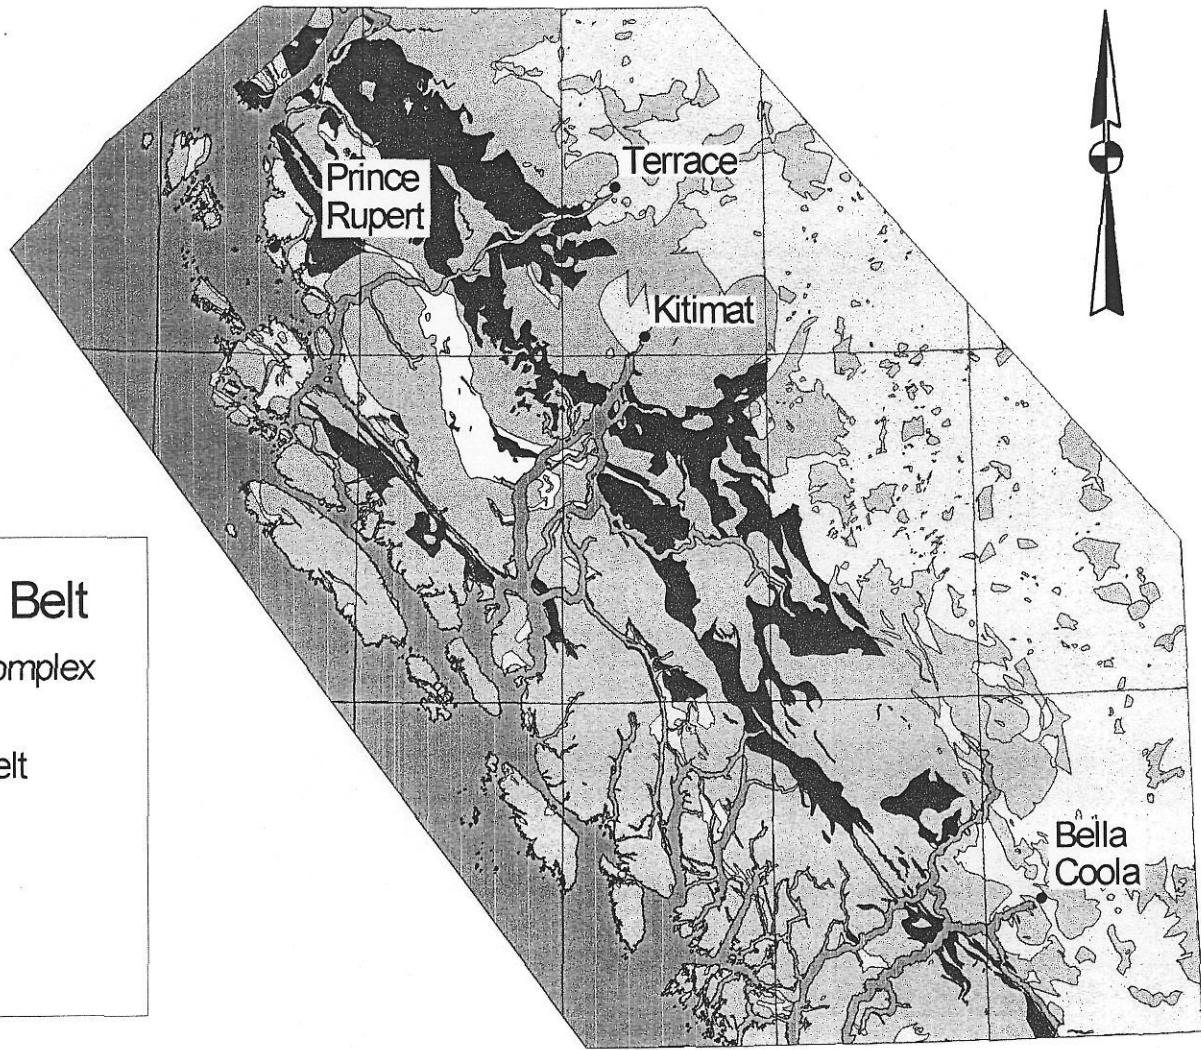 Terrace
Prince
Rupert
Kitimat
Belt
omplex
elt
Bella
Coola